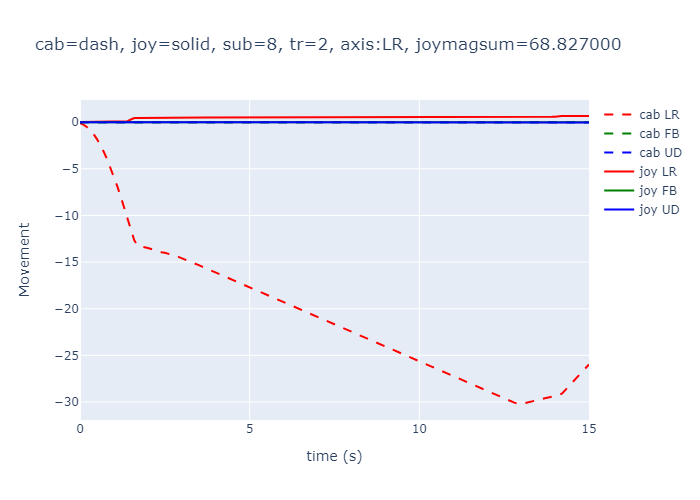 cab=dash, joy=solid, sub=8, tr=2, axis:LR, joymagsum=68.827000
cab LR
cab FB
cab UD
joy LR
joy FB
joy UD
Movement
0
−5
−10
−15
−20
−25
−30
0
5
10
15
time (s)